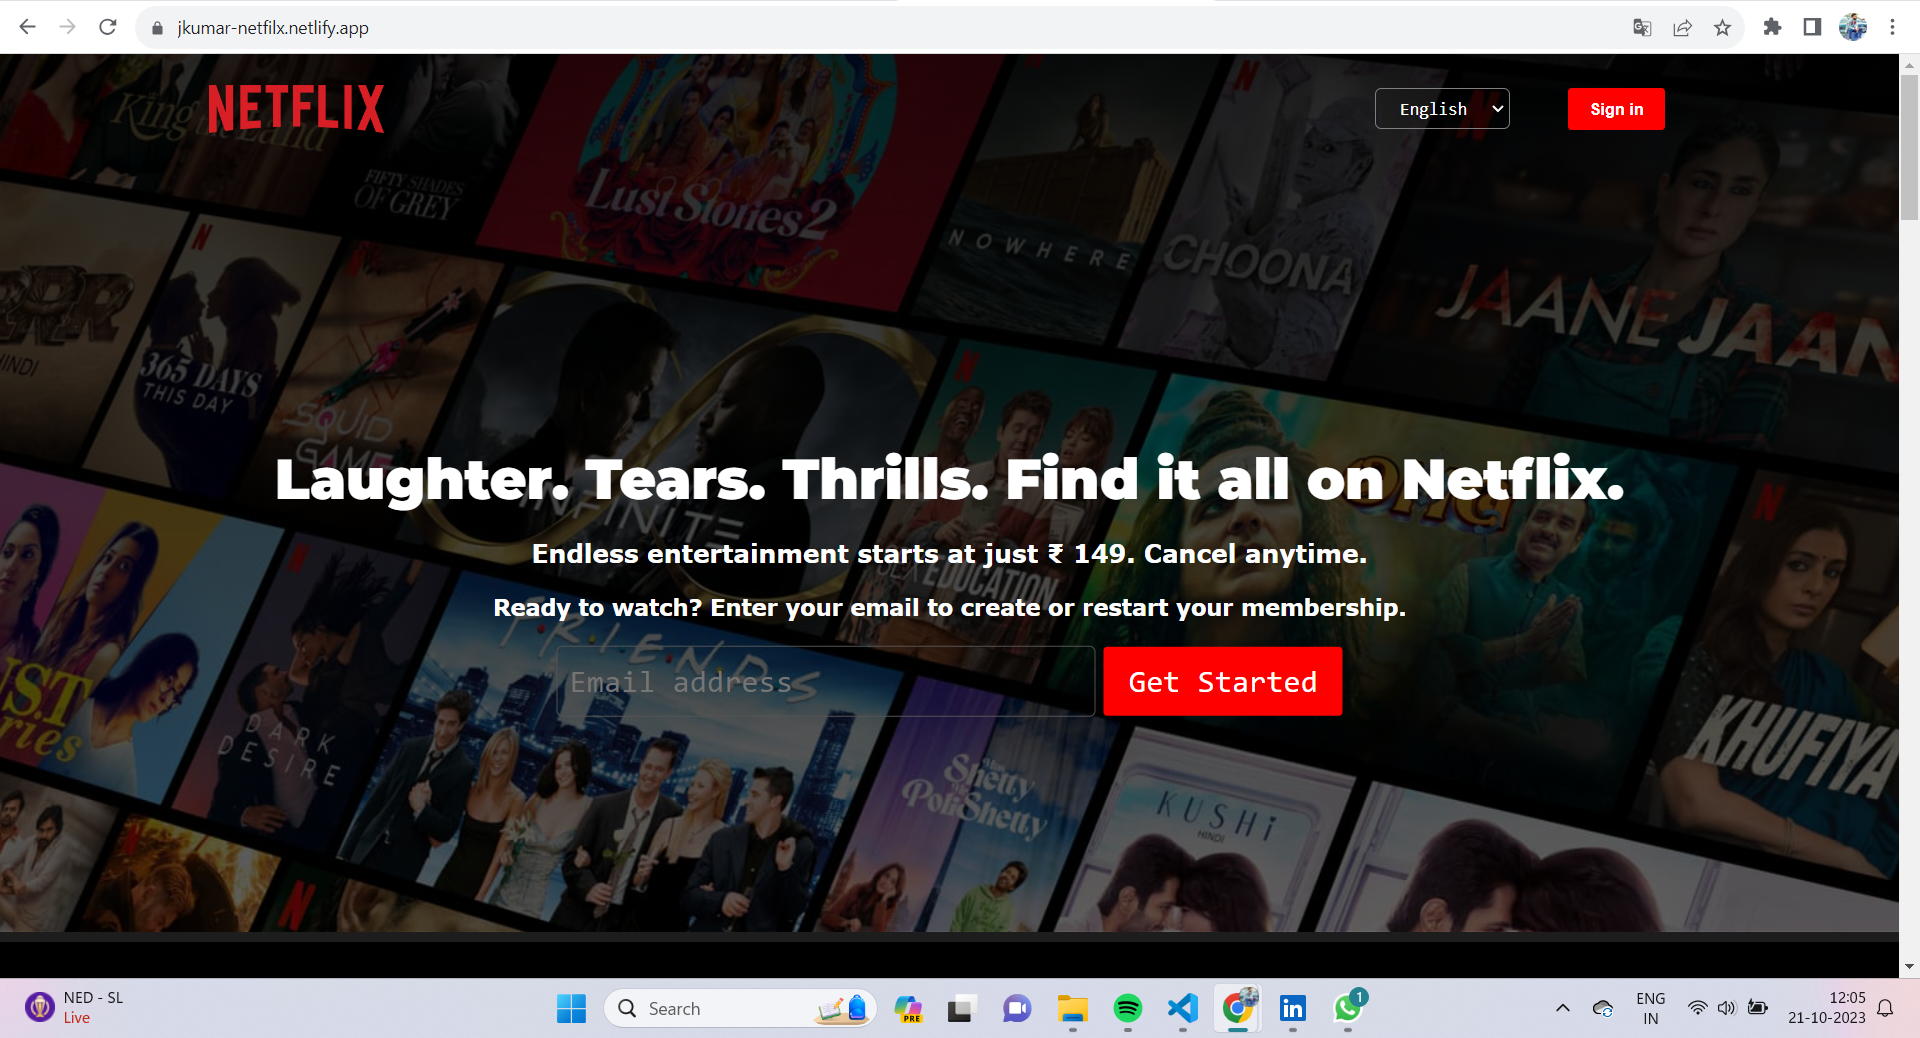 jkumar-netfilx.netlify.app
NETFLIX
English
Sign in
King
Land
FIFTY SHADES
OF GREY
Lust Stories 2
NOWHERE
CHOONA
JAANE JAAN
HINDI
365 DAYS
THIS DAY
SQUID
GAME
Laughter. Tears. Thrills. Find it all on Netflix.
INFINITE
OMG
Endless entertainment starts at just ₹ 149. Cancel anytime.
SEX EDUCATION
Ready to watch? Enter your email to create or restart your membership.
FRIENDS
Email address
Get Started
DARK
DESIRE
Shetty
Polishetty
KUSHi
HINDI
KHUFIYA
NED - SL
Live
Search
PRE
1
ENG
IN
12:05
21-10-2023